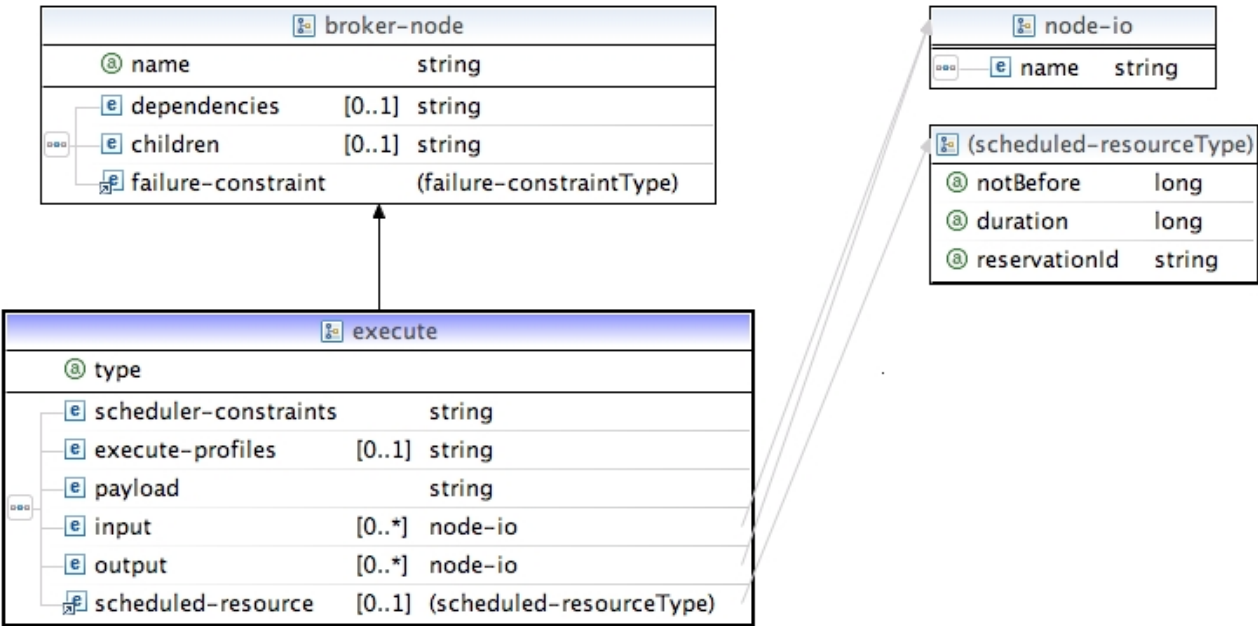 broker-node
name string
dependencies [0..1] string
children [0..1] string
failure-constraint (failure-constraintType)
node-io
name string
(scheduled-resourceType)
notBefore long
duration long
reservationId string
execute
type
scheduler-constraints string
execute-profiles [0..1] string
payload string
input [0..*] node-io
output [0..*] node-io
scheduled-resource [0..1] (scheduled-resourceType)